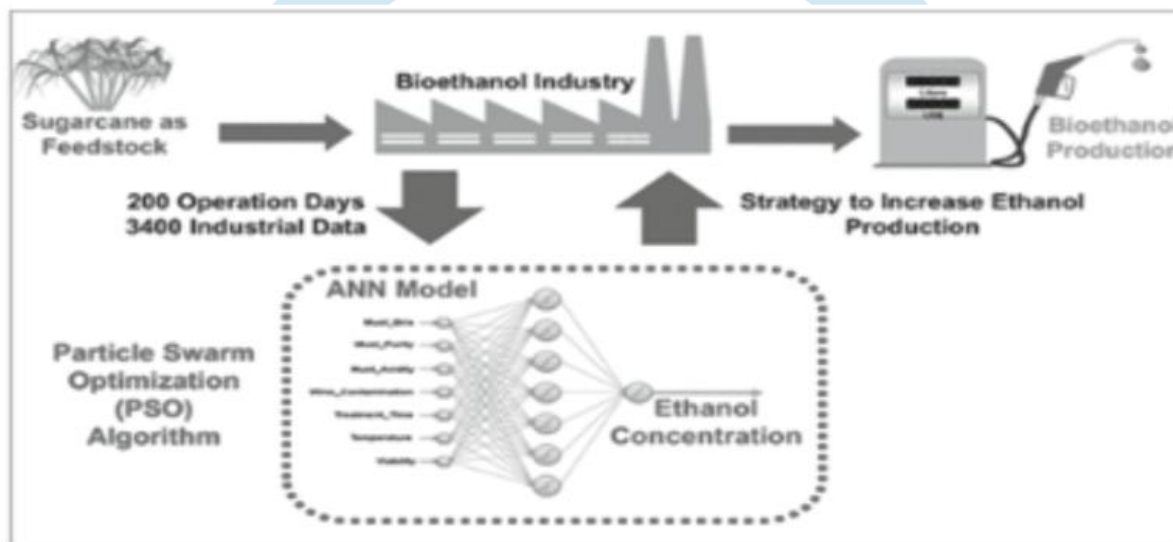 Sugarcane as
Feedstock
Bioethanol Industry
Bioethanol
Production
200 Operation Days
3400 Industrial Data
Strategy to Increase Ethanol
Production
ANN Model
Must_Brix
Must_Purity
Must_Acidity
Wine_Contamination
Treatment_Time
Temperature
Viability
Particle Swarm
Optimization
(PSO)
Algorithm
Ethanol
Concentration